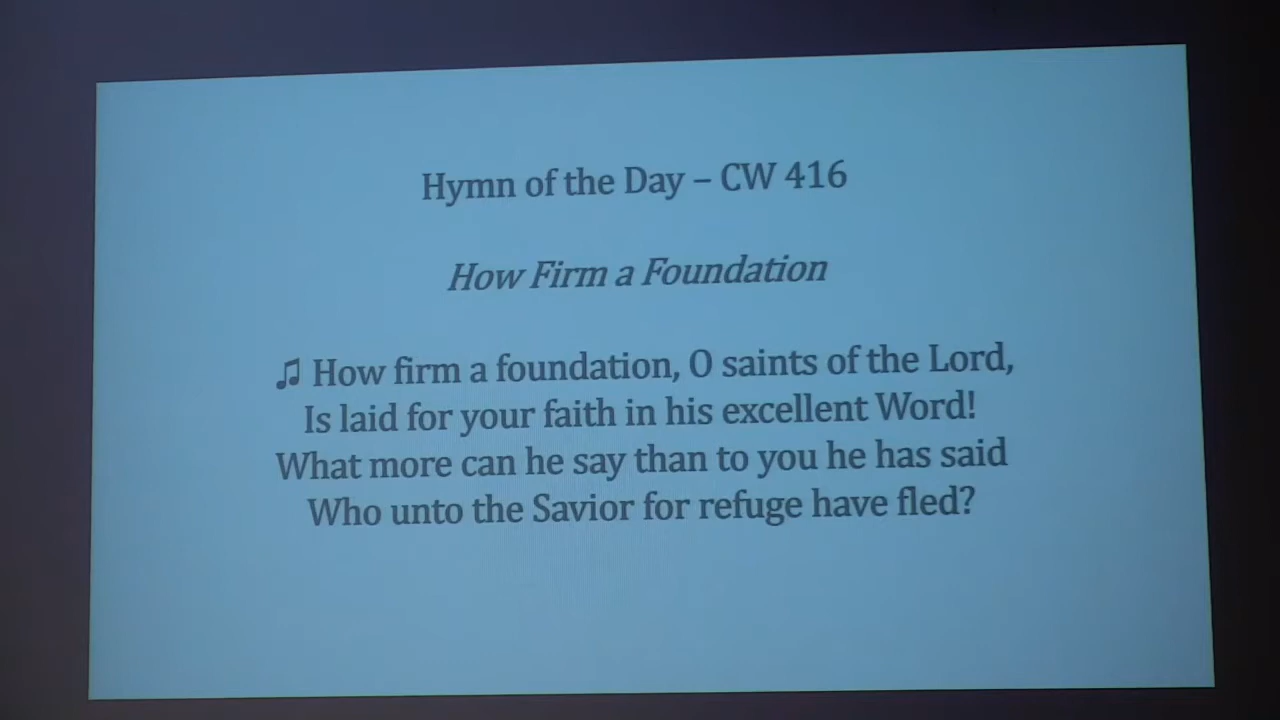 Hymn of the Day – CW 416
How Firm a Foundation
♫ How firm a foundation, O saints of the Lord,
Is laid for your faith in his excellent Word!
What more can he say than to you he has said
Who unto the Savior for refuge have fled?